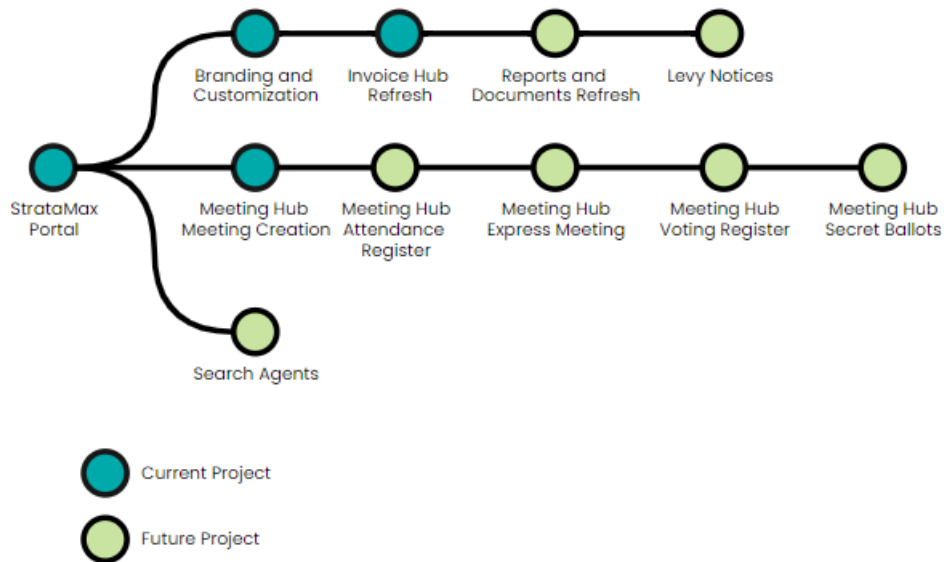 Branding and
Customization
Invoice Hub
Refresh
Reports and
Documents Refresh
Levy Notices
StrataMax
Portal
Meeting Hub
Meeting Creation
Meeting Hub
Attendance
Register
Meeting Hub
Express Meeting
Meeting Hub
Voting Register
Meeting Hub
Secret Ballots
Search Agents
Current Project
Future Project